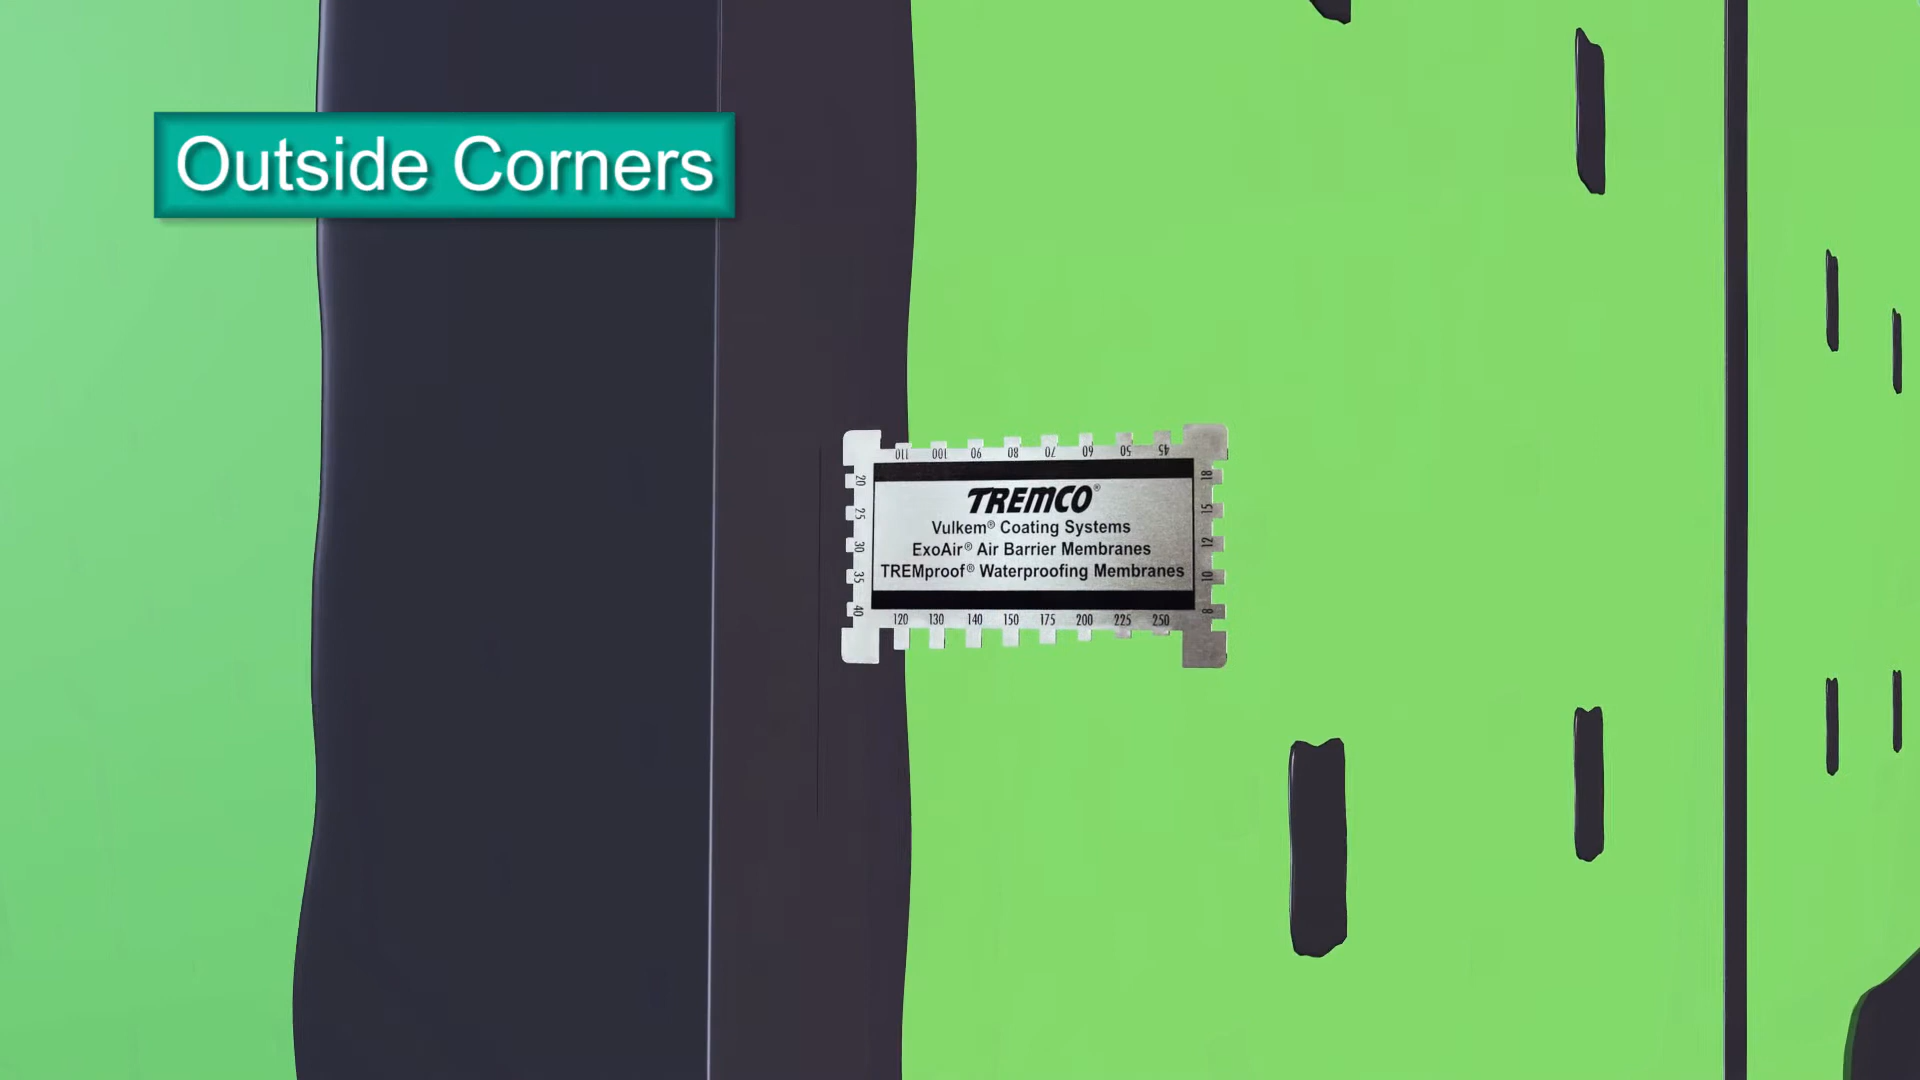 Outside Corners
110 100 90 80 70 60 50 45
20 25 30 35 40
18 15 12 10 8
TREMCO®
Vulkem® Coating Systems
ExoAir® Air Barrier Membranes
TREMproof® Waterproofing Membranes
120 130 140 150 175 200 225 250